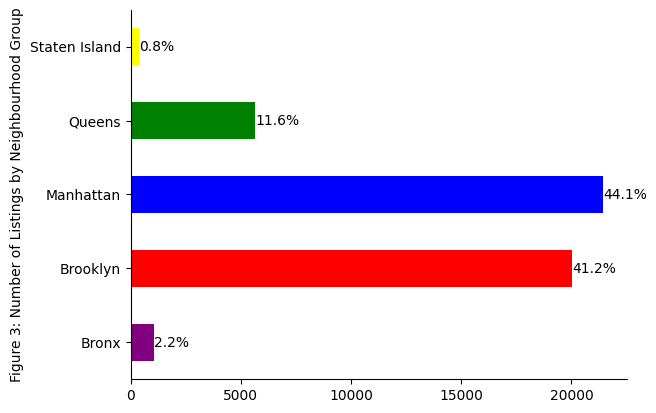 Figure 3: Number of Listings by Neighbourhood Group
Staten Island 0.8%
Queens 11.6%
Manhattan 44.1%
Brooklyn 41.2%
Bronx 2.2%
0 5000 10000 15000 20000